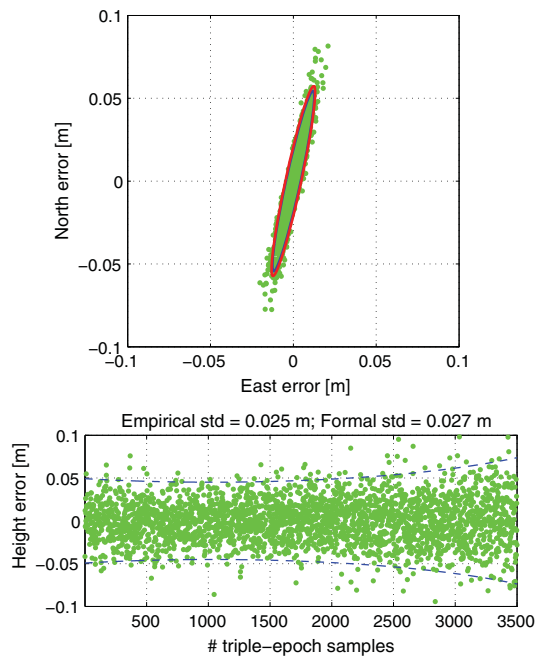 0.1
0.05
0
−0.05
−0.1
North error [m]
−0.1 −0.05 0 0.05 0.1
East error [m]
Empirical std = 0.025 m; Formal std = 0.027 m
0.1
0.05
0
−0.05
−0.1
Height error [m]
500 1000 1500 2000 2500 3000 3500
# triple−epoch samples